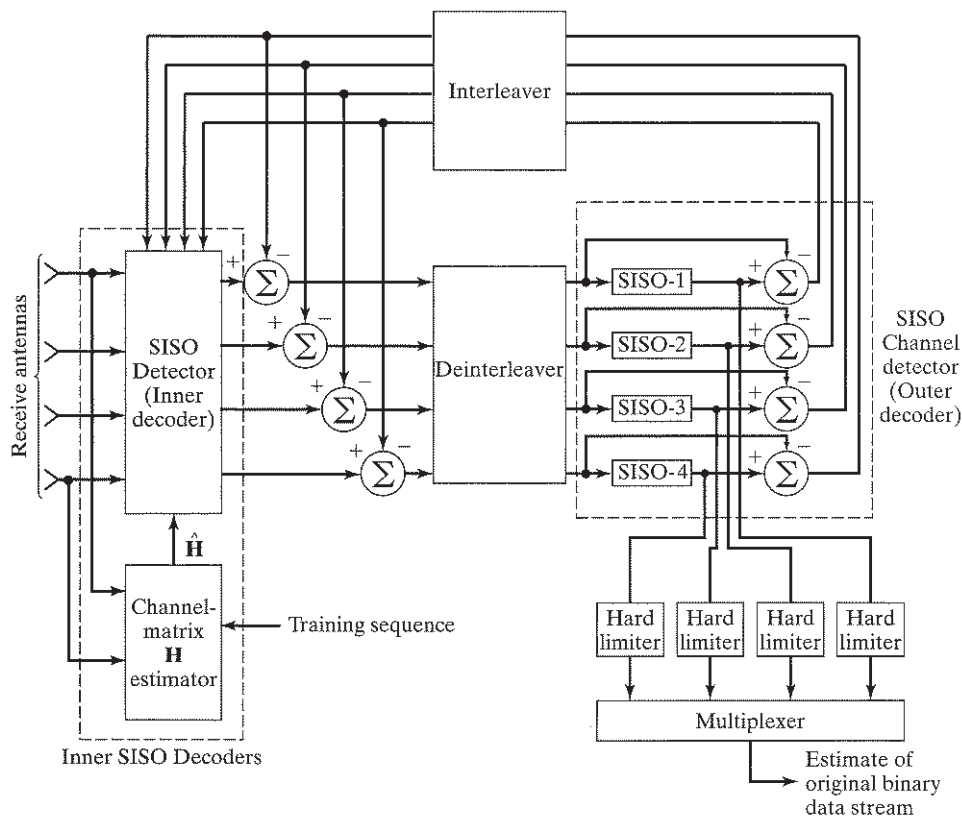 Interleaver
+
−
Σ
+
−
Σ
+
−
Σ
+
−
Σ
Receive antennas
SISO
Detector
(Inner
decoder)
Deinterleaver
SISO-1
SISO-2
SISO-3
SISO-4
+
−
Σ
+
−
Σ
+
−
Σ
+
−
Σ
SISO
Channel
detector
(Outer
decoder)
Ĥ
Channel-
matrix
H
estimator
Training sequence
Inner SISO Decoders
Hard
limiter
Hard
limiter
Hard
limiter
Hard
limiter
Multiplexer
Estimate of
original binary
data stream